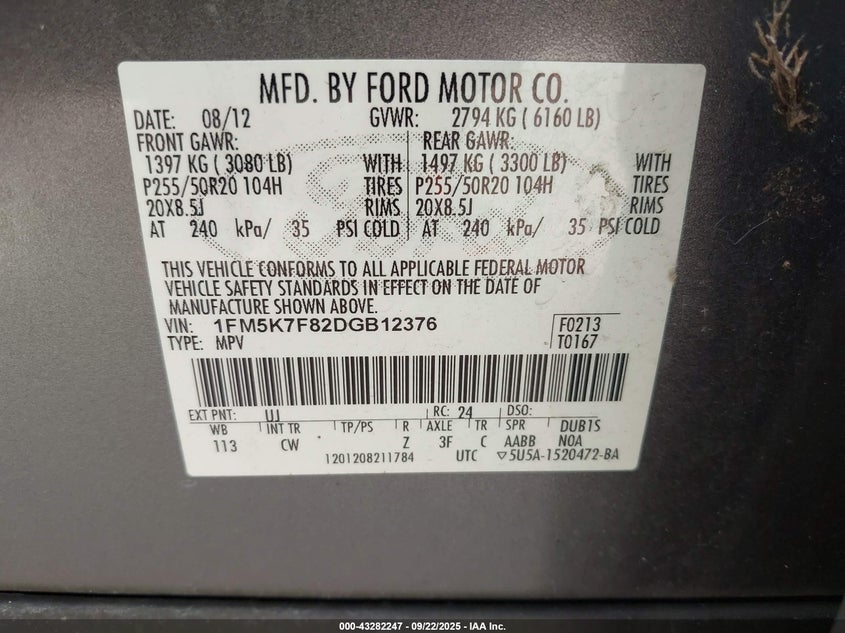 MFD. BY FORD MOTOR CO.
DATE: 08/12 GVWR: 2794 KG ( 6160 LB)
FRONT GAWR: REAR GAWR:
1397 KG ( 3080 LB) WITH 1497 KG ( 3300 LB) WITH
P255/50R20 104H TIRES P255/50R20 104H TIRES
20X8.5J RIMS 20X8.5J RIMS
AT 240 kPa/ 35 PSI COLD AT 240 kPa/ 35 PSI COLD
THIS VEHICLE CONFORMS TO ALL APPLICABLE FEDERAL MOTOR
VEHICLE SAFETY STANDARDS IN EFFECT ON THE DATE OF
MANUFACTURE SHOWN ABOVE.
VIN: 1FM5K7F82DGB12376 F0213
TYPE: MPV T0167
EXT PNT: UJ RC: 24 DSO:
WB INT TR TP/PS R AXLE TR SPR DUB1S
113 CW Z 3F C AABB NOA
1201208211784 UTC ▽5U5A-1520472-BA
000-43282247 - 09/22/2025 - IAA Inc.